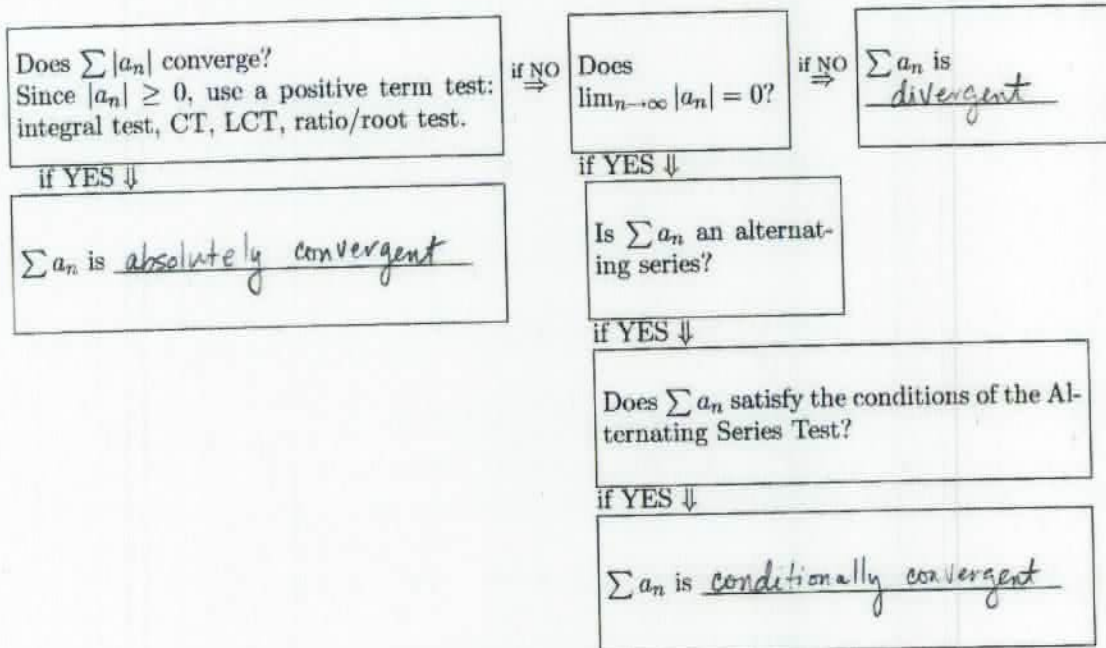 Does ∑ |aₙ| converge?
Since |aₙ| ≥ 0, use a positive term test:
integral test, CT, LCT, ratio/root test.
if NO
⇒
Does
limₙ→∞ |aₙ| = 0?
if NO
⇒
∑ aₙ is
divergent
if YES ⇓
∑ aₙ is absolutely convergent
if YES ⇓
Is ∑ aₙ an alternat-
ing series?
if YES ⇓
Does ∑ aₙ satisfy the conditions of the Al-
ternating Series Test?
if YES ⇓
∑ aₙ is conditionally convergent